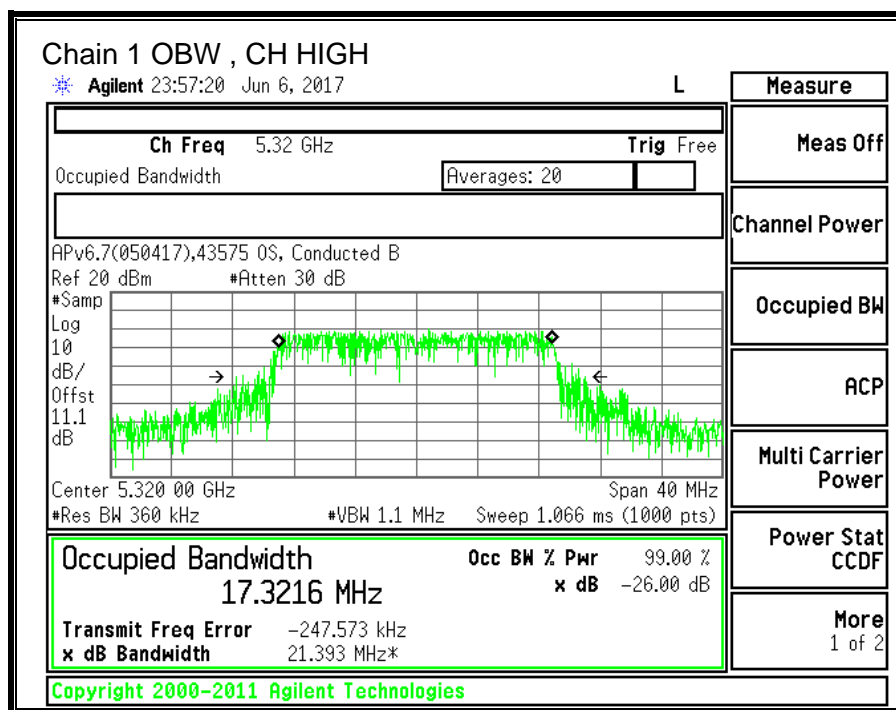 Chain 1 OBW , CH HIGH
Agilent 23:57:20 Jun 6, 2017 L
Measure
Ch Freq 5.32 GHz Trig Free
Occupied Bandwidth Averages: 20
APv6.7(050417),43575 OS, Conducted B
Ref 20 dBm #Atten 30 dB
#Samp
Log
10
dB/
Offst
11.1
dB
Center 5.320 00 GHz Span 40 MHz
#Res BW 360 kHz #VBW 1.1 MHz Sweep 1.066 ms (1000 pts)
Occupied Bandwidth Occ BW % Pwr 99.00 %
17.3216 MHz x dB -26.00 dB
Transmit Freq Error -247.573 kHz
x dB Bandwidth 21.393 MHz*
Copyright 2000-2011 Agilent Technologies
Meas Off
Channel Power
Occupied BW
ACP
Multi Carrier
Power
Power Stat
CCDF
More
1 of 2